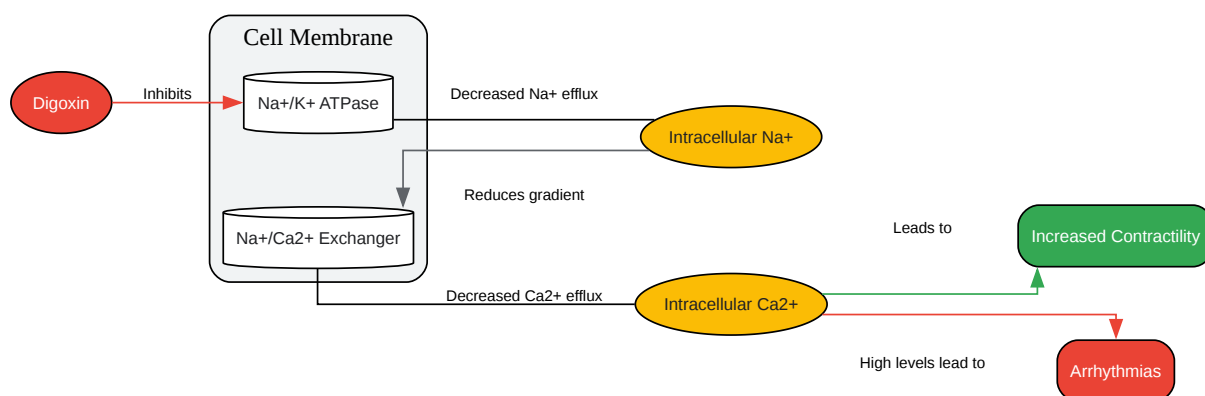 Cell Membrane
Digoxin
Inhibits
Na+/K+ ATPase
Decreased Na+ efflux
Intracellular Na+
Reduces gradient
Na+/Ca2+ Exchanger
Leads to
Increased Contractility
Decreased Ca2+ efflux
Intracellular Ca2+
High levels lead to
Arrhythmias